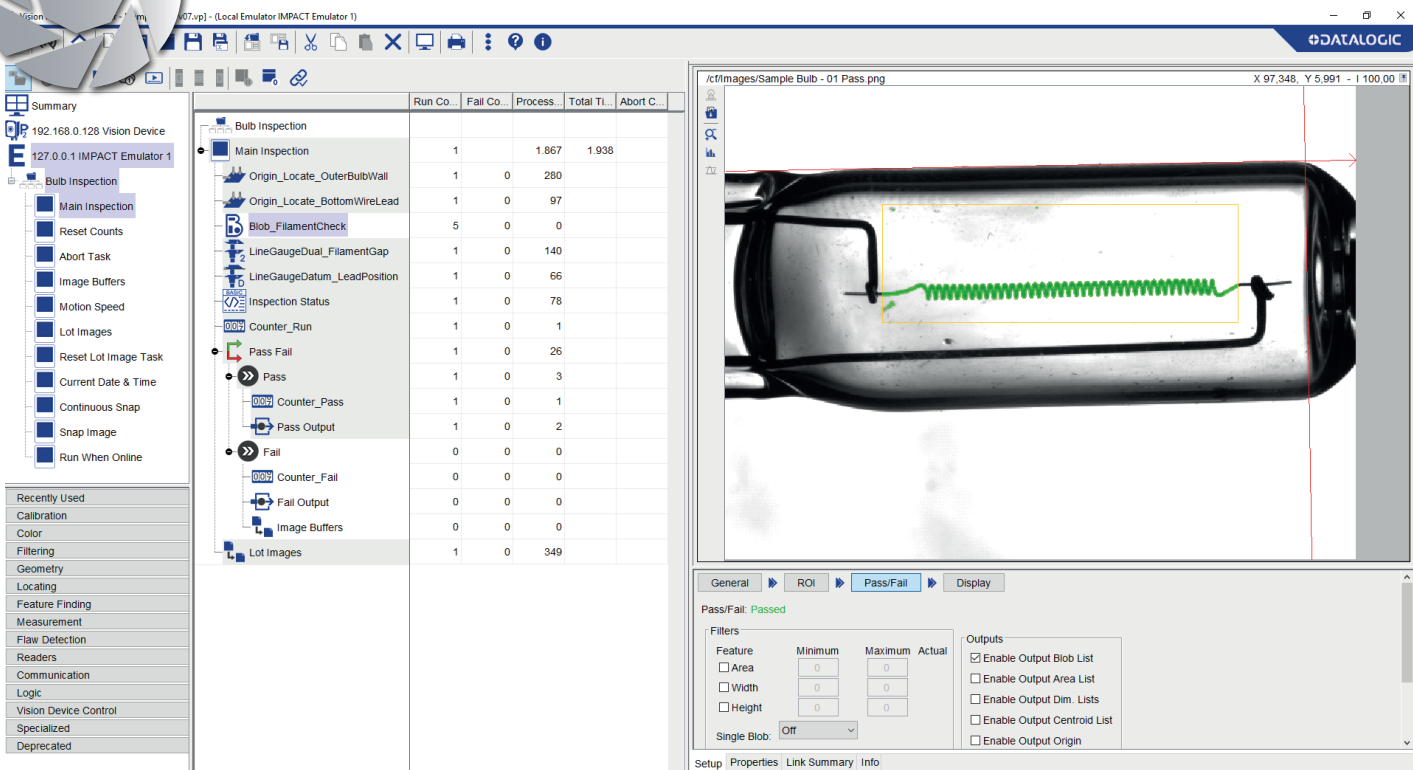 v07.vp] - (Local Emulator IMPACT Emulator 1)
DATALOGIC
Summary
192.168.0.128 Vision Device
127.0.0.1 IMPACT Emulator 1
Bulb Inspection
Main Inspection
Reset Counts
Abort Task
Image Buffers
Motion Speed
Lot Images
Reset Lot Image Task
Current Date & Time
Continuous Snap
Snap Image
Run When Online
Recently Used
Calibration
Color
Filtering
Geometry
Locating
Feature Finding
Measurement
Flaw Detection
Readers
Communication
Logic
Vision Device Control
Specialized
Deprecated
Run Co... Fail Co... Process... Total Ti... Abort C...
Bulb Inspection
Main Inspection 1 1.867 1.938
Origin_Locate_OuterBulbWall 1 0 280
Origin_Locate_BottomWireLead 1 0 97
Blob_FilamentCheck 5 0 0
LineGaugeDual_FilamentGap 1 0 140
LineGaugeDatum_LeadPosition 1 0 66
BASIC Inspection Status 1 0 78
Counter_Run 1 0 1
Pass Fail 1 0 26
Pass 1 0 3
Counter_Pass 1 0 1
Pass Output 1 0 2
Fail 0 0 0
Counter_Fail 0 0 0
Fail Output 0 0 0
Image Buffers 0 0 0
Lot Images 1 0 349
/cf/Images/Sample Bulb - 01 Pass.png X 97,348, Y 5,991 - I 100,00
General ROI Pass/Fail Display
Pass/Fail: Passed
Filters
Feature Minimum Maximum Actual
Area 0 0
Width 0 0
Height 0 0
Single Blob: Off
Outputs
Enable Output Blob List
Enable Output Area List
Enable Output Dim. Lists
Enable Output Centroid List
Enable Output Origin
Setup Properties Link Summary Info